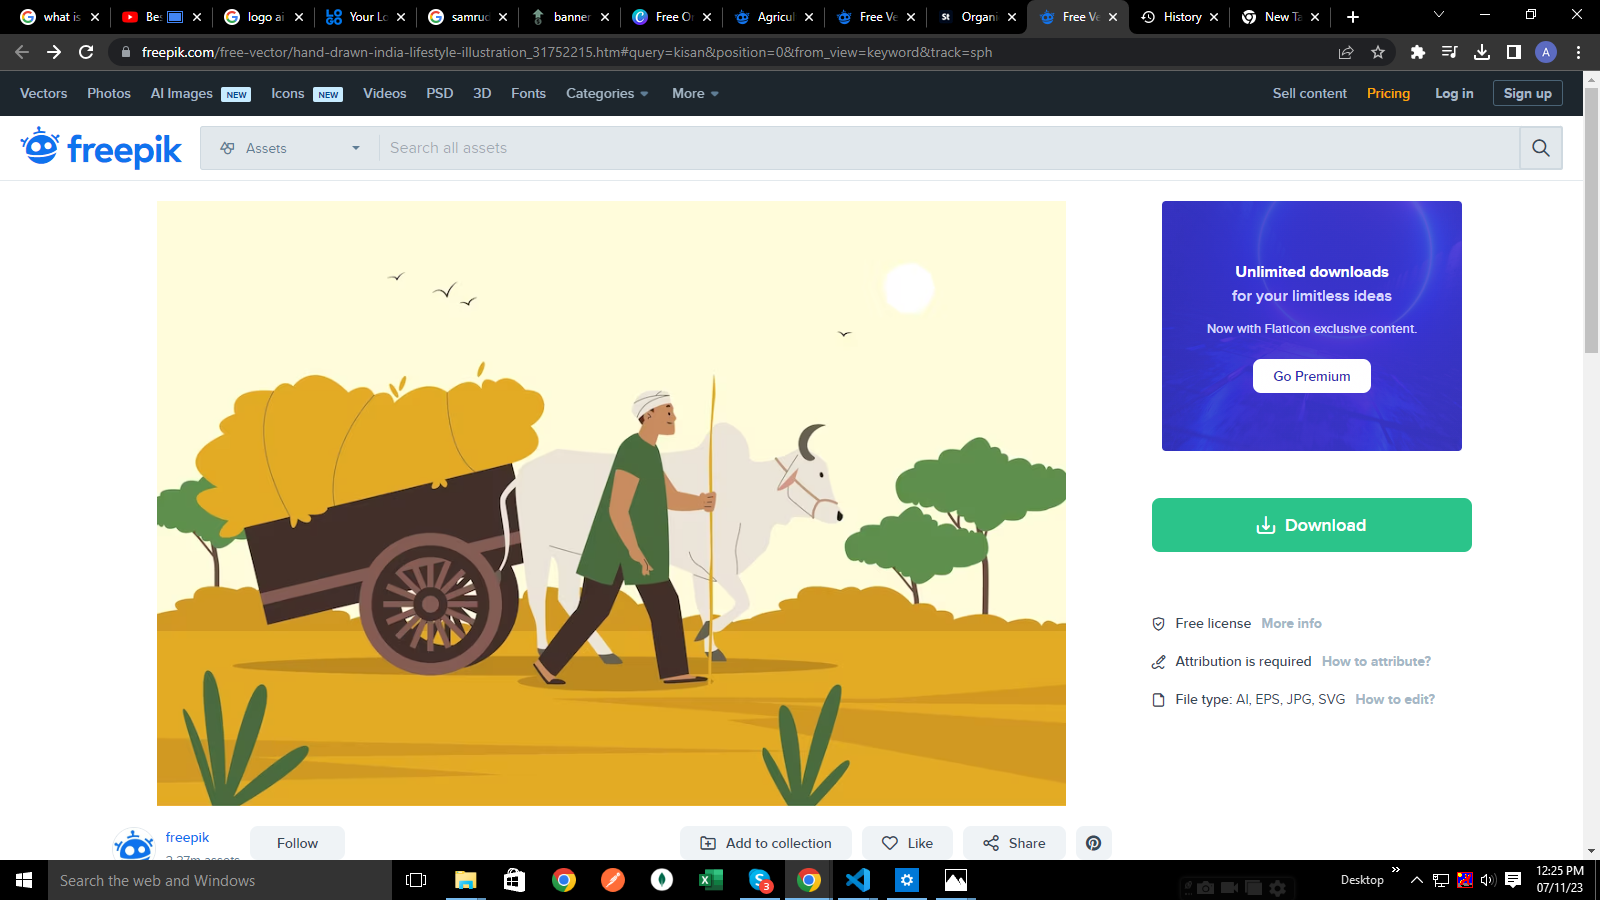 what is
Bes
logo ai
Your Lo
samrud
banner
Free On
Agricul
Free Ve
Organi
Free Ve
History
New Ta
freepik.com/free-vector/hand-drawn-india-lifestyle-illustration_31752215.htm#query=kisan&position=0&from_view=keyword&track=sph
A
Vectors Photos AI Images NEW Icons NEW Videos PSD 3D Fonts Categories More Sell content Pricing Log in Sign up
freepik Assets Search all assets
Unlimited downloads
for your limitless ideas
Now with Flaticon exclusive content.
Go Premium
Download
Free license More info
Attribution is required How to attribute?
File type: AI, EPS, JPG, SVG How to edit?
freepik
Follow
Add to collection Like Share
Search the web and Windows
3
Desktop
12:25 PM
07/11/23